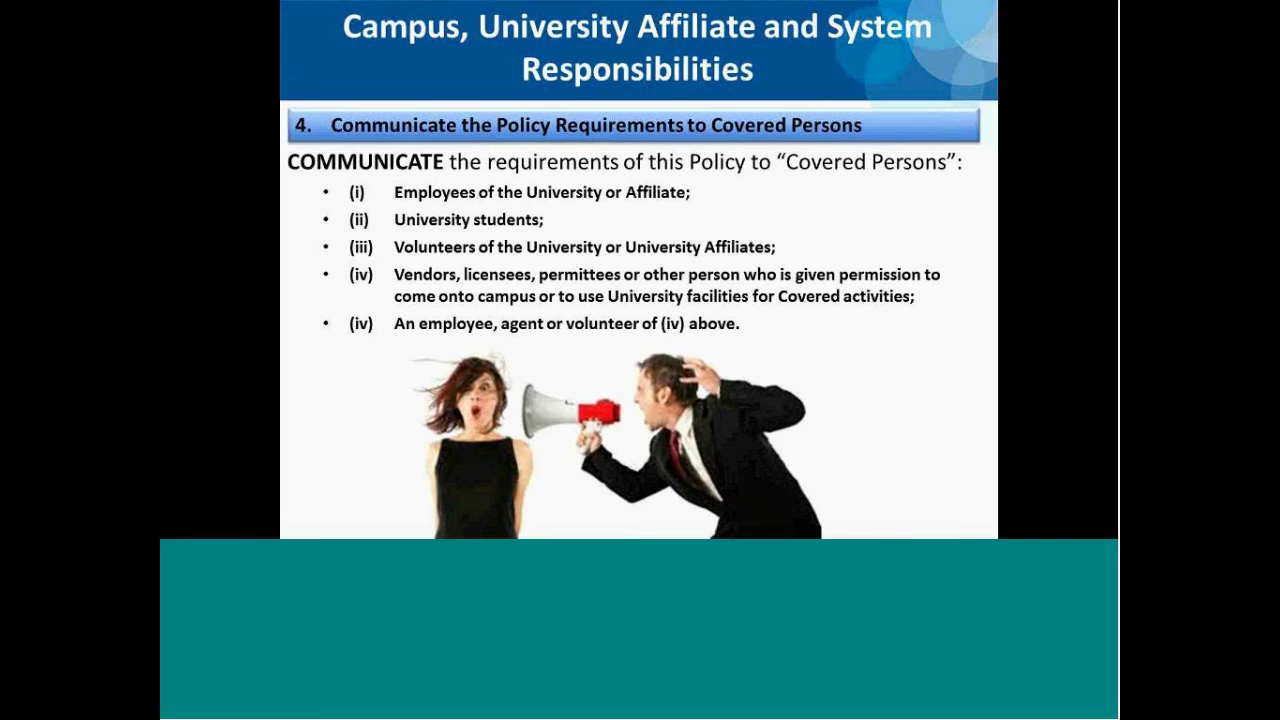 Campus, University Affiliate and System
Responsibilities
4. Communicate the Policy Requirements to Covered Persons
COMMUNICATE the requirements of this Policy to “Covered Persons”:
• (i) Employees of the University or Affiliate;
• (ii) University students;
• (iii) Volunteers of the University or University Affiliates;
• (iv) Vendors, licensees, permittees or other person who is given permission to
come onto campus or to use University facilities for Covered activities;
• (iv) An employee, agent or volunteer of (iv) above.